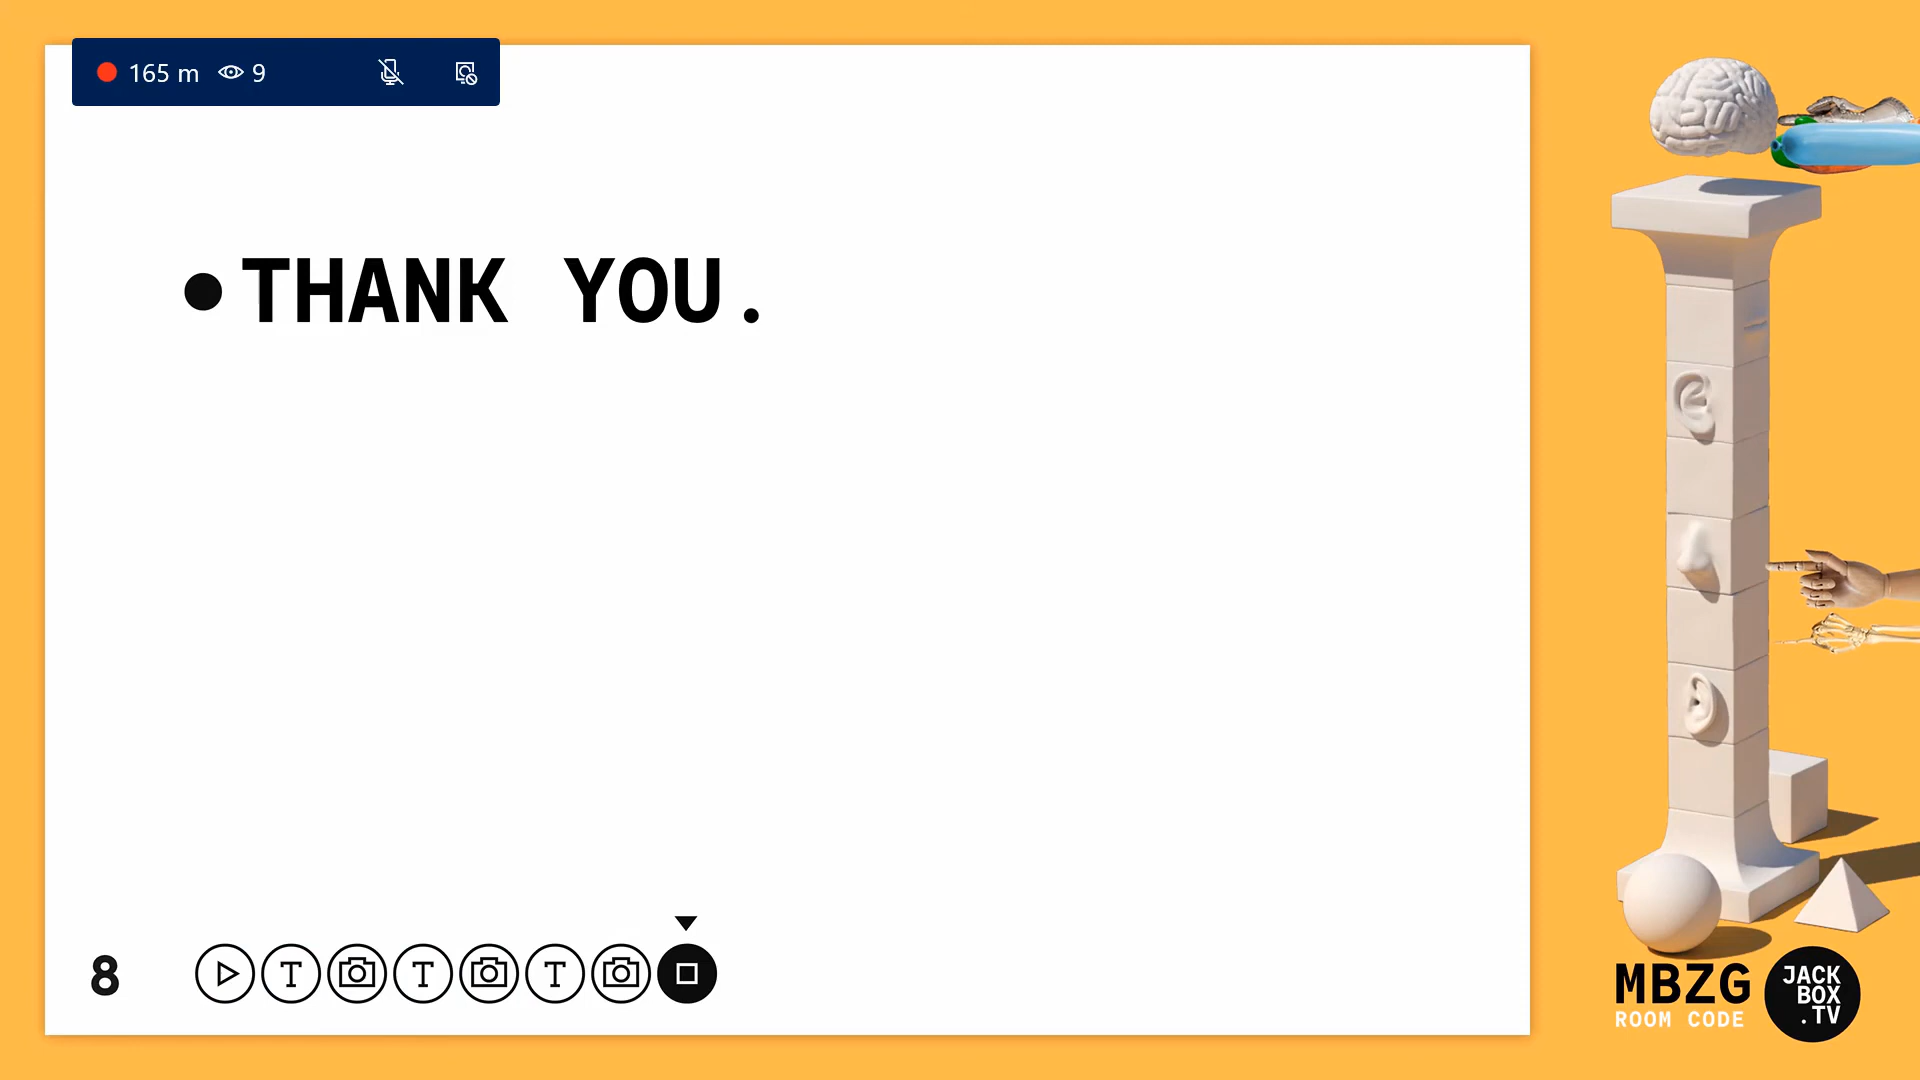 165 m 9
THANK YOU.
8 T T T
MBZG
ROOM CODE
JACK
BOX
.TV